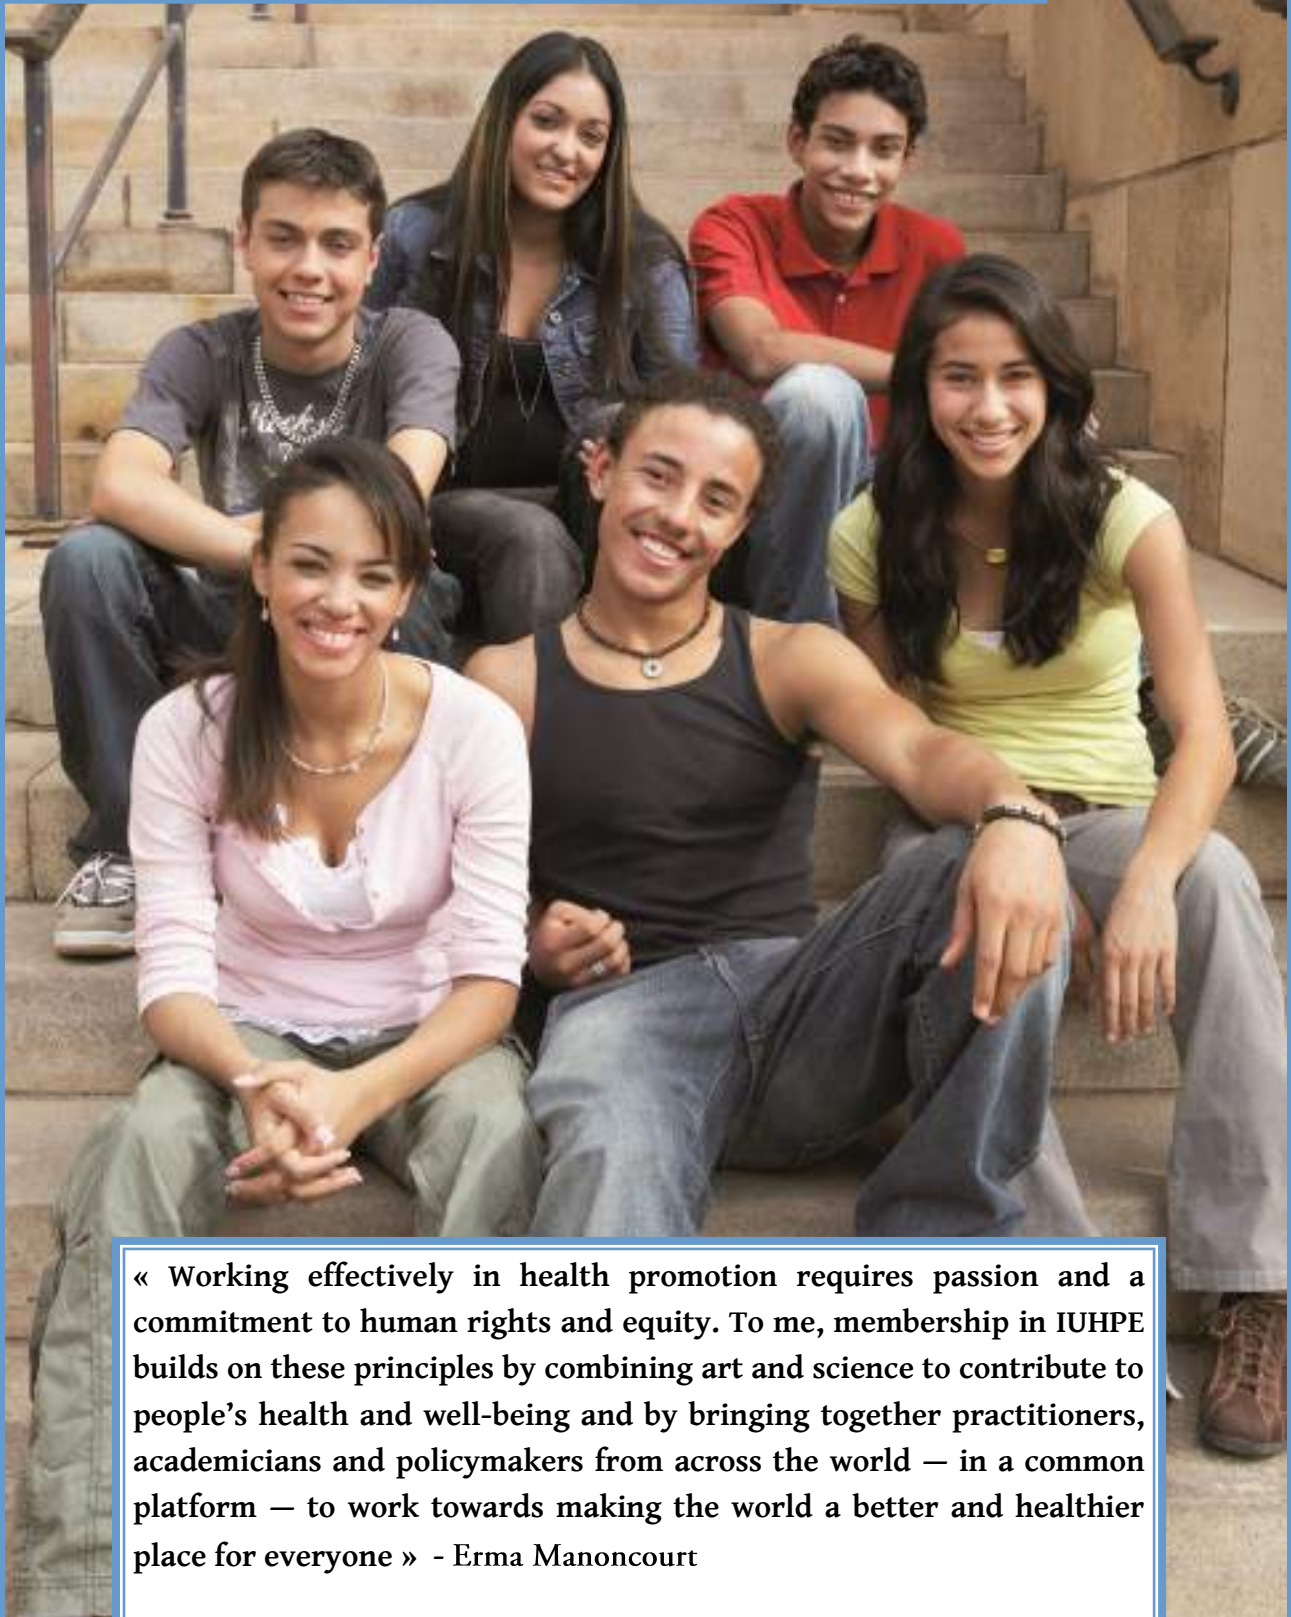 « Working effectively in health promotion requires passion and a
commitment to human rights and equity. To me, membership in IUHPE
builds on these principles by combining art and science to contribute to
people’s health and well-being and by bringing together practitioners,
academicians and policymakers from across the world — in a common
platform — to work towards making the world a better and healthier
place for everyone » - Erma Manoncourt